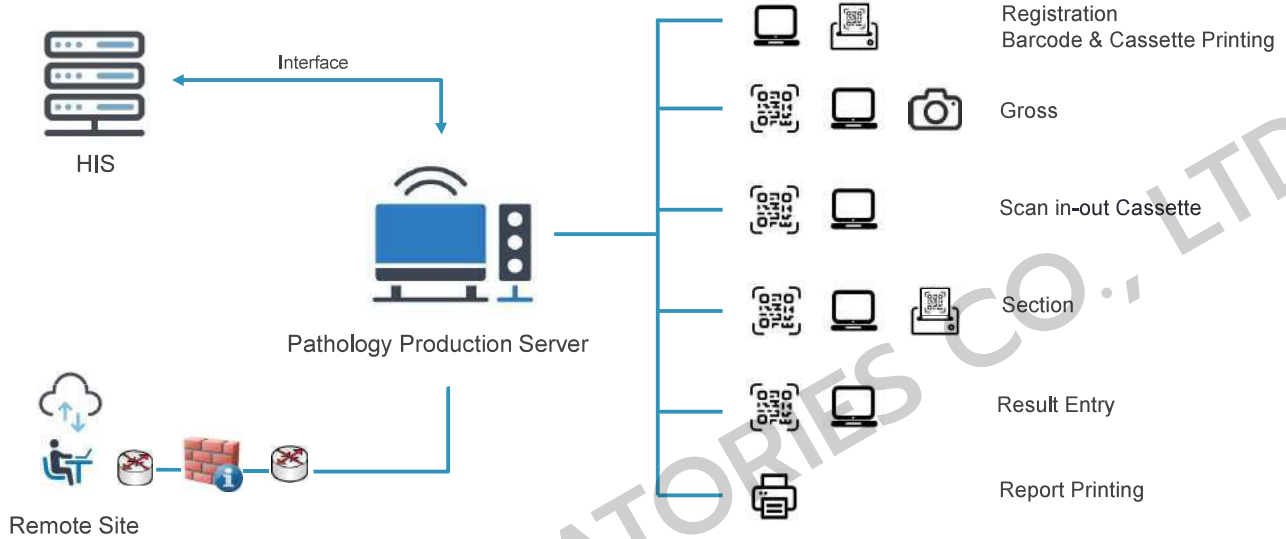 Registration
Barcode & Cassette Printing
Interface
HIS
Gross
Scan in-out Cassette
Pathology Production Server
Section
Result Entry
Report Printing
Remote Site
ATORIES CO., LTD